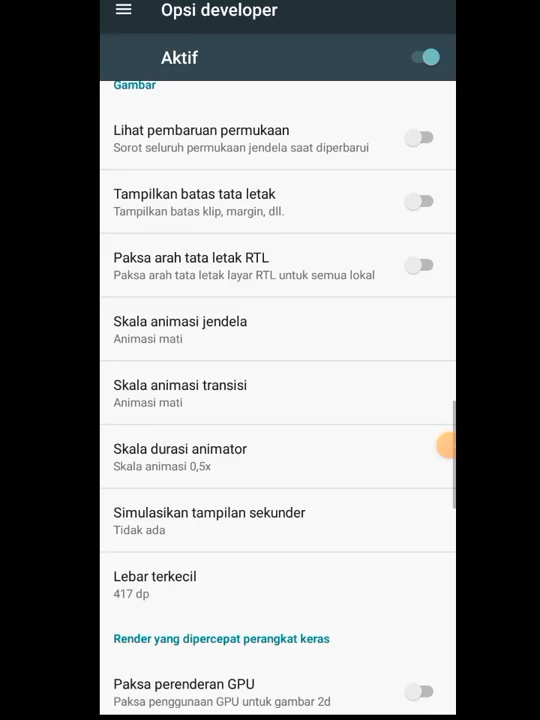 Opsi developer
Aktif
Gambar
Lihat pembaruan permukaan
Sorot seluruh permukaan jendela saat diperbarui
Tampilkan batas tata letak
Tampilkan batas klip, margin, dll.
Paksa arah tata letak RTL
Paksa arah tata letak layar RTL untuk semua lokal
Skala animasi jendela
Animasi mati
Skala animasi transisi
Animasi mati
Skala durasi animator
Skala animasi 0,5x
Simulasikan tampilan sekunder
Tidak ada
Lebar terkecil
417 dp
Render yang dipercepat perangkat keras
Paksa perenderan GPU
Paksa penggunaan GPU untuk gambar 2d